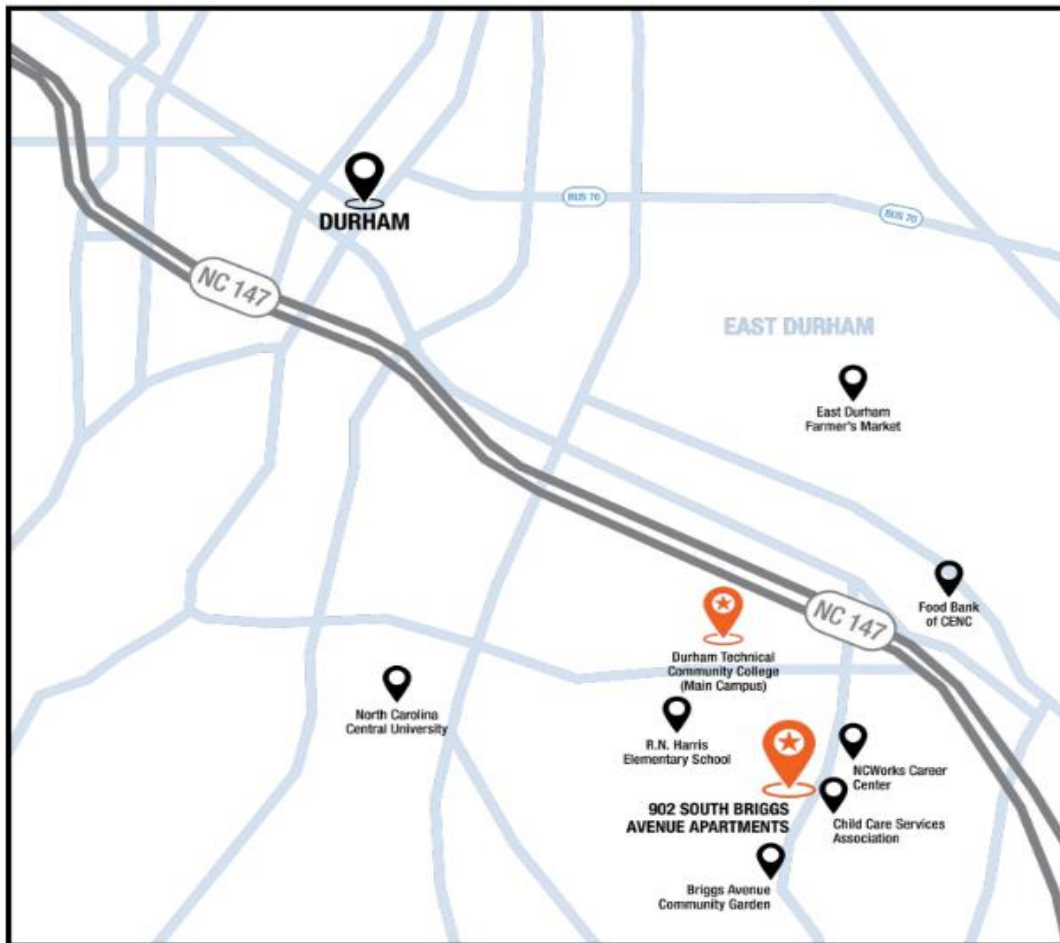 DURHAM
BUS 70
BUS 70
NC 147
EAST DURHAM
East Durham
Farmer's Market
Food Bank
of CENC
NC 147
Durham Technical
Community College
(Main Campus)
North Carolina
Central University
R.N. Harris
Elementary School
NCWorks Career
Center
902 SOUTH BRIGGS
AVENUE APARTMENTS
Child Care Services
Association
Briggs Avenue
Community Garden